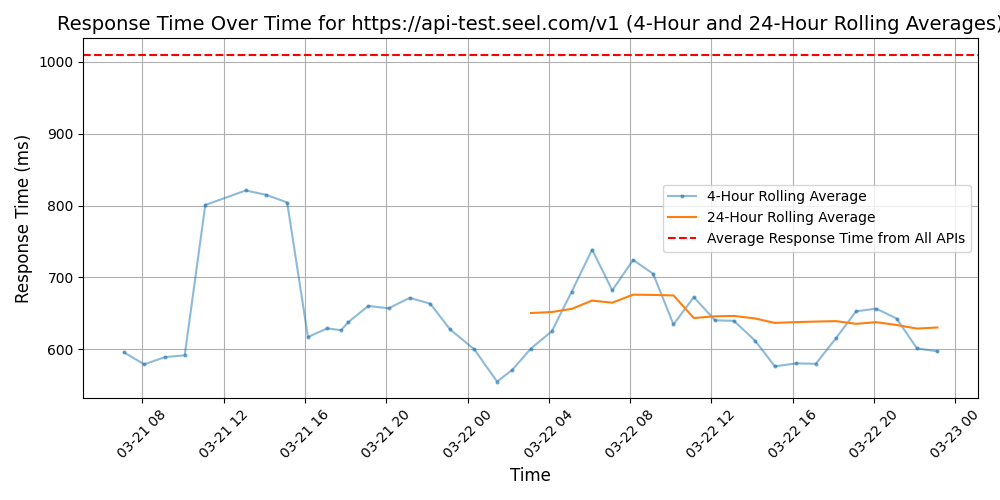 Response Time Over Time for https://api-test.seel.com/v1 (4-Hour and 24-Hour Rolling Averages)
Response Time (ms)
1000
900
800
700
600
4-Hour Rolling Average
24-Hour Rolling Average
Average Response Time from All APIs
03-21 08
03-21 12
03-21 16
03-21 20
03-22 00
03-22 04
03-22 08
03-22 12
03-22 16
03-22 20
03-23 00
Time